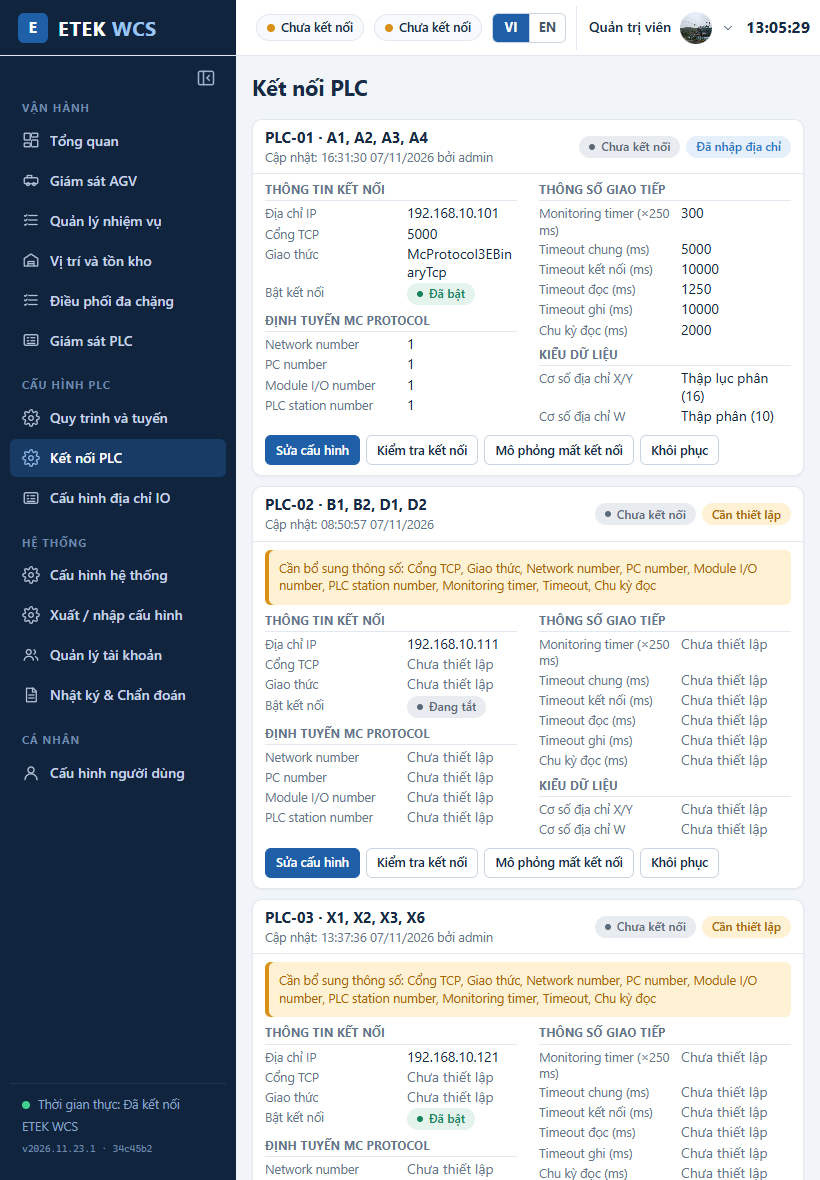 E ETEK WCS
Chưa kết nối Chưa kết nối VI EN Quản trị viên 13:05:29
VẬN HÀNH
Tổng quan
Giám sát AGV
Quản lý nhiệm vụ
Vị trí và tồn kho
Điều phối đa chặng
Giám sát PLC
CẤU HÌNH PLC
Quy trình và tuyến
Kết nối PLC
Cấu hình địa chỉ IO
HỆ THỐNG
Cấu hình hệ thống
Xuất / nhập cấu hình
Quản lý tài khoản
Nhật ký & Chẩn đoán
CÁ NHÂN
Cấu hình người dùng
Thời gian thực: Đã kết nối
ETEK WCS
v2026.11.23.1 · 34c45b2
Kết nối PLC
PLC-01 · A1, A2, A3, A4
Cập nhật: 16:31:30 07/11/2026 bởi admin
Chưa kết nối Đã nhập địa chỉ
THÔNG TIN KẾT NỐI
Địa chỉ IP 192.168.10.101
Cổng TCP 5000
Giao thức McProtocol3EBin
aryTcp
Bật kết nối Đã bật
ĐỊNH TUYẾN MC PROTOCOL
Network number 1
PC number 1
Module I/O number 1
PLC station number 1
THÔNG SỐ GIAO TIẾP
Monitoring timer (×250 300
ms)
Timeout chung (ms) 5000
Timeout kết nối (ms) 10000
Timeout đọc (ms) 1250
Timeout ghi (ms) 10000
Chu kỳ đọc (ms) 2000
KIỂU DỮ LIỆU
Cơ số địa chỉ X/Y Thập lục phân
(16)
Cơ số địa chỉ W Thập phân (10)
Sửa cấu hình Kiểm tra kết nối Mô phỏng mất kết nối Khôi phục
PLC-02 · B1, B2, D1, D2
Cập nhật: 08:50:57 07/11/2026
Chưa kết nối Cần thiết lập
Cần bổ sung thông số: Cổng TCP, Giao thức, Network number, PC number, Module I/O
number, PLC station number, Monitoring timer, Timeout, Chu kỳ đọc
THÔNG TIN KẾT NỐI
Địa chỉ IP 192.168.10.111
Cổng TCP Chưa thiết lập
Giao thức Chưa thiết lập
Bật kết nối Đang tắt
ĐỊNH TUYẾN MC PROTOCOL
Network number Chưa thiết lập
PC number Chưa thiết lập
Module I/O number Chưa thiết lập
PLC station number Chưa thiết lập
THÔNG SỐ GIAO TIẾP
Monitoring timer (×250 Chưa thiết lập
ms)
Timeout chung (ms) Chưa thiết lập
Timeout kết nối (ms) Chưa thiết lập
Timeout đọc (ms) Chưa thiết lập
Timeout ghi (ms) Chưa thiết lập
Chu kỳ đọc (ms) Chưa thiết lập
KIỂU DỮ LIỆU
Cơ số địa chỉ X/Y Chưa thiết lập
Cơ số địa chỉ W Chưa thiết lập
Sửa cấu hình Kiểm tra kết nối Mô phỏng mất kết nối Khôi phục
PLC-03 · X1, X2, X3, X6
Cập nhật: 13:37:36 07/11/2026 bởi admin
Chưa kết nối Cần thiết lập
Cần bổ sung thông số: Cổng TCP, Giao thức, Network number, PC number, Module I/O
number, PLC station number, Monitoring timer, Timeout, Chu kỳ đọc
THÔNG TIN KẾT NỐI
Địa chỉ IP 192.168.10.121
Cổng TCP Chưa thiết lập
Giao thức Chưa thiết lập
Bật kết nối Đã bật
ĐỊNH TUYẾN MC PROTOCOL
Network number Chưa thiết lập
THÔNG SỐ GIAO TIẾP
Monitoring timer (×250 Chưa thiết lập
ms)
Timeout chung (ms) Chưa thiết lập
Timeout kết nối (ms) Chưa thiết lập
Timeout đọc (ms) Chưa thiết lập
Timeout ghi (ms) Chưa thiết lập
Chu kỳ đọc (ms) Chưa thiết lập